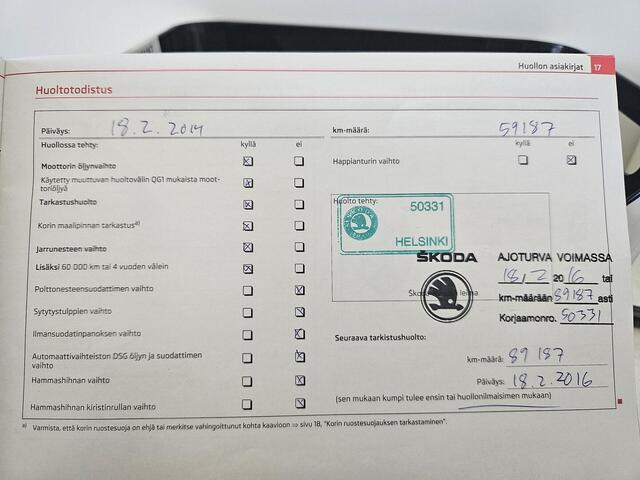 Huollon asiakirjat 17
Huoltotodistus
Päiväys: 18.2.2014
km-määrä: 59187
Huollossa tehty: kyllä ei
kyllä ei
Moottorin öljynvaihto
Happianturin vaihto
Käytetty muuttuvan huoltovälin QG1 mukaista moot-
toriöljyä
Tarkastushuolto
Huolto tehty:
50331
HELSINKI
Korin maalipinnan tarkastus a)
Jarrunesteen vaihto
Lisäksi 60 000 km tai 4 vuoden välein
Polttonesteensuodattimen vaihto
Sytytystulppien vaihto
Ilmansuodatinpanoksen vaihto
Automaattivaihteiston DSG öljyn ja suodattimen
vaihto
Hammashihnan vaihto
Hammashihnan kiristinrullan vaihto
ŠKODA
AJOTURVA VOIMASSA
18.2 2016 tai
km-määrään 89187 asti
Korjaamonro. 50331
Seuraava tarkistushuolto:
km-määrä: 89 187
Päiväys: 18.2.2016
(sen mukaan kumpi tulee ensin tai huollonilmaisimen mukaan)
a) Varmista, että korin ruostesuoja on ehjä tai merkitse vahingoittunut kohta kaavioon ⇒ sivu 18, "Korin ruostesuojauksen tarkastaminen".